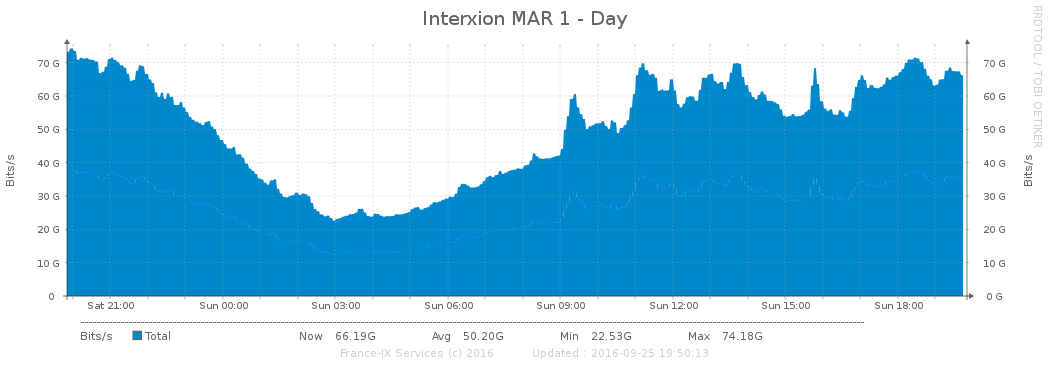 Interxion MAR 1 - Day
RRDTOOL / TOBI OETIKER
Bits/s
Bits/s
70 G 70 G
60 G 60 G
50 G 50 G
40 G 40 G
30 G 30 G
20 G 20 G
10 G 10 G
0 0 G
Sat 21:00 Sun 00:00 Sun 03:00 Sun 06:00 Sun 09:00 Sun 12:00 Sun 15:00 Sun 18:00
Bits/s Total Now 66.19G Avg 50.20G Min 22.53G Max 74.18G
France-IX Services (c) 2016 Updated : 2016-09-25 19:50:13